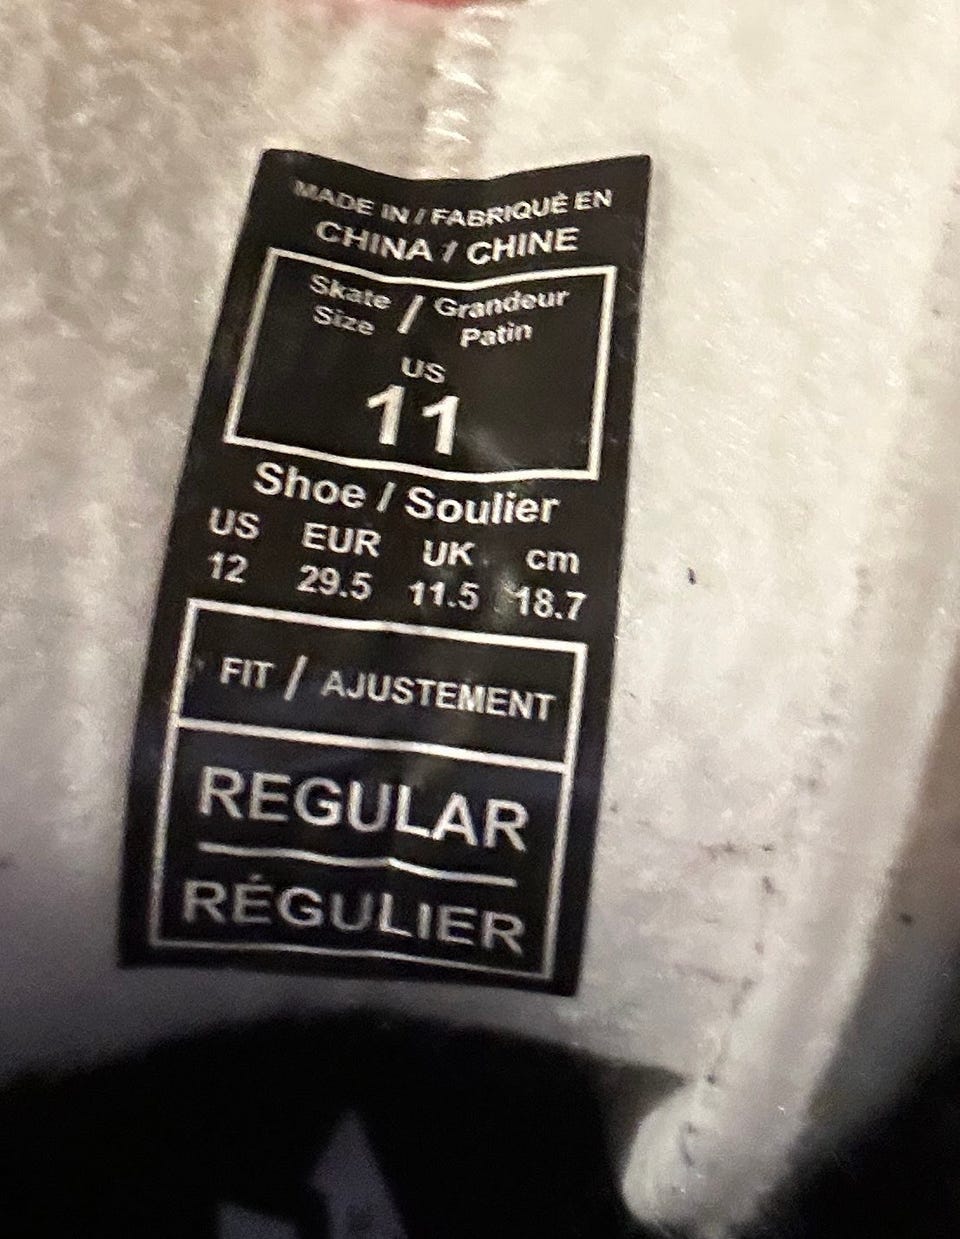 MADE IN / FABRIQUÉ EN
CHINA / CHINE
Skate Size / Grandeur Patin
US
11
Shoe / Soulier
US EUR UK cm
12 29.5 11.5 18.7
FIT / AJUSTEMENT
REGULAR
RÉGULIER